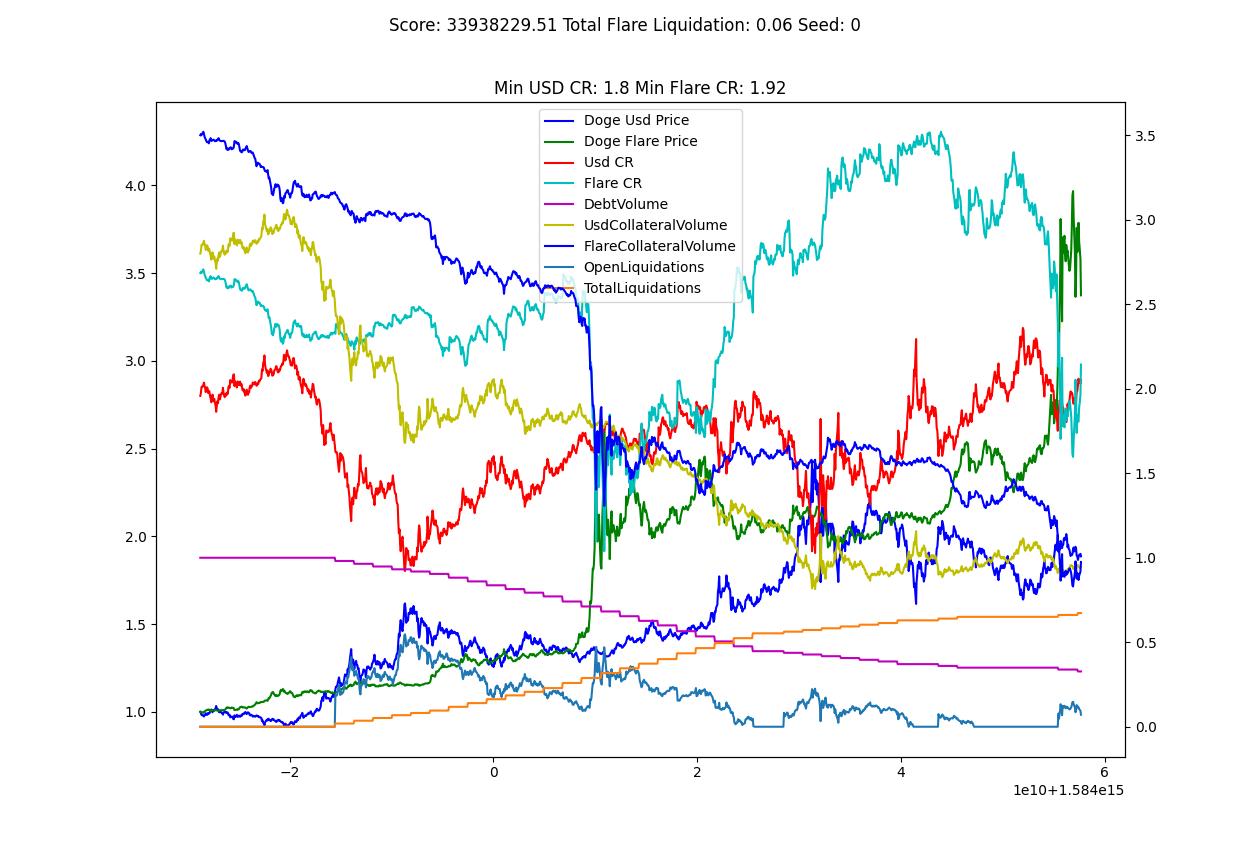 Score: 33938229.51 Total Flare Liquidation: 0.06 Seed: 0
Min USD CR: 1.8 Min Flare CR: 1.92
Doge Usd Price
Doge Flare Price
Usd CR
Flare CR
DebtVolume
UsdCollateralVolume
FlareCollateralVolume
OpenLiquidations
TotalLiquidations
4.0
3.5
3.0
2.5
2.0
1.5
1.0
3.5
3.0
2.5
2.0
1.5
1.0
0.5
0.0
−2 0 2 4 6
1e10+1.584e15